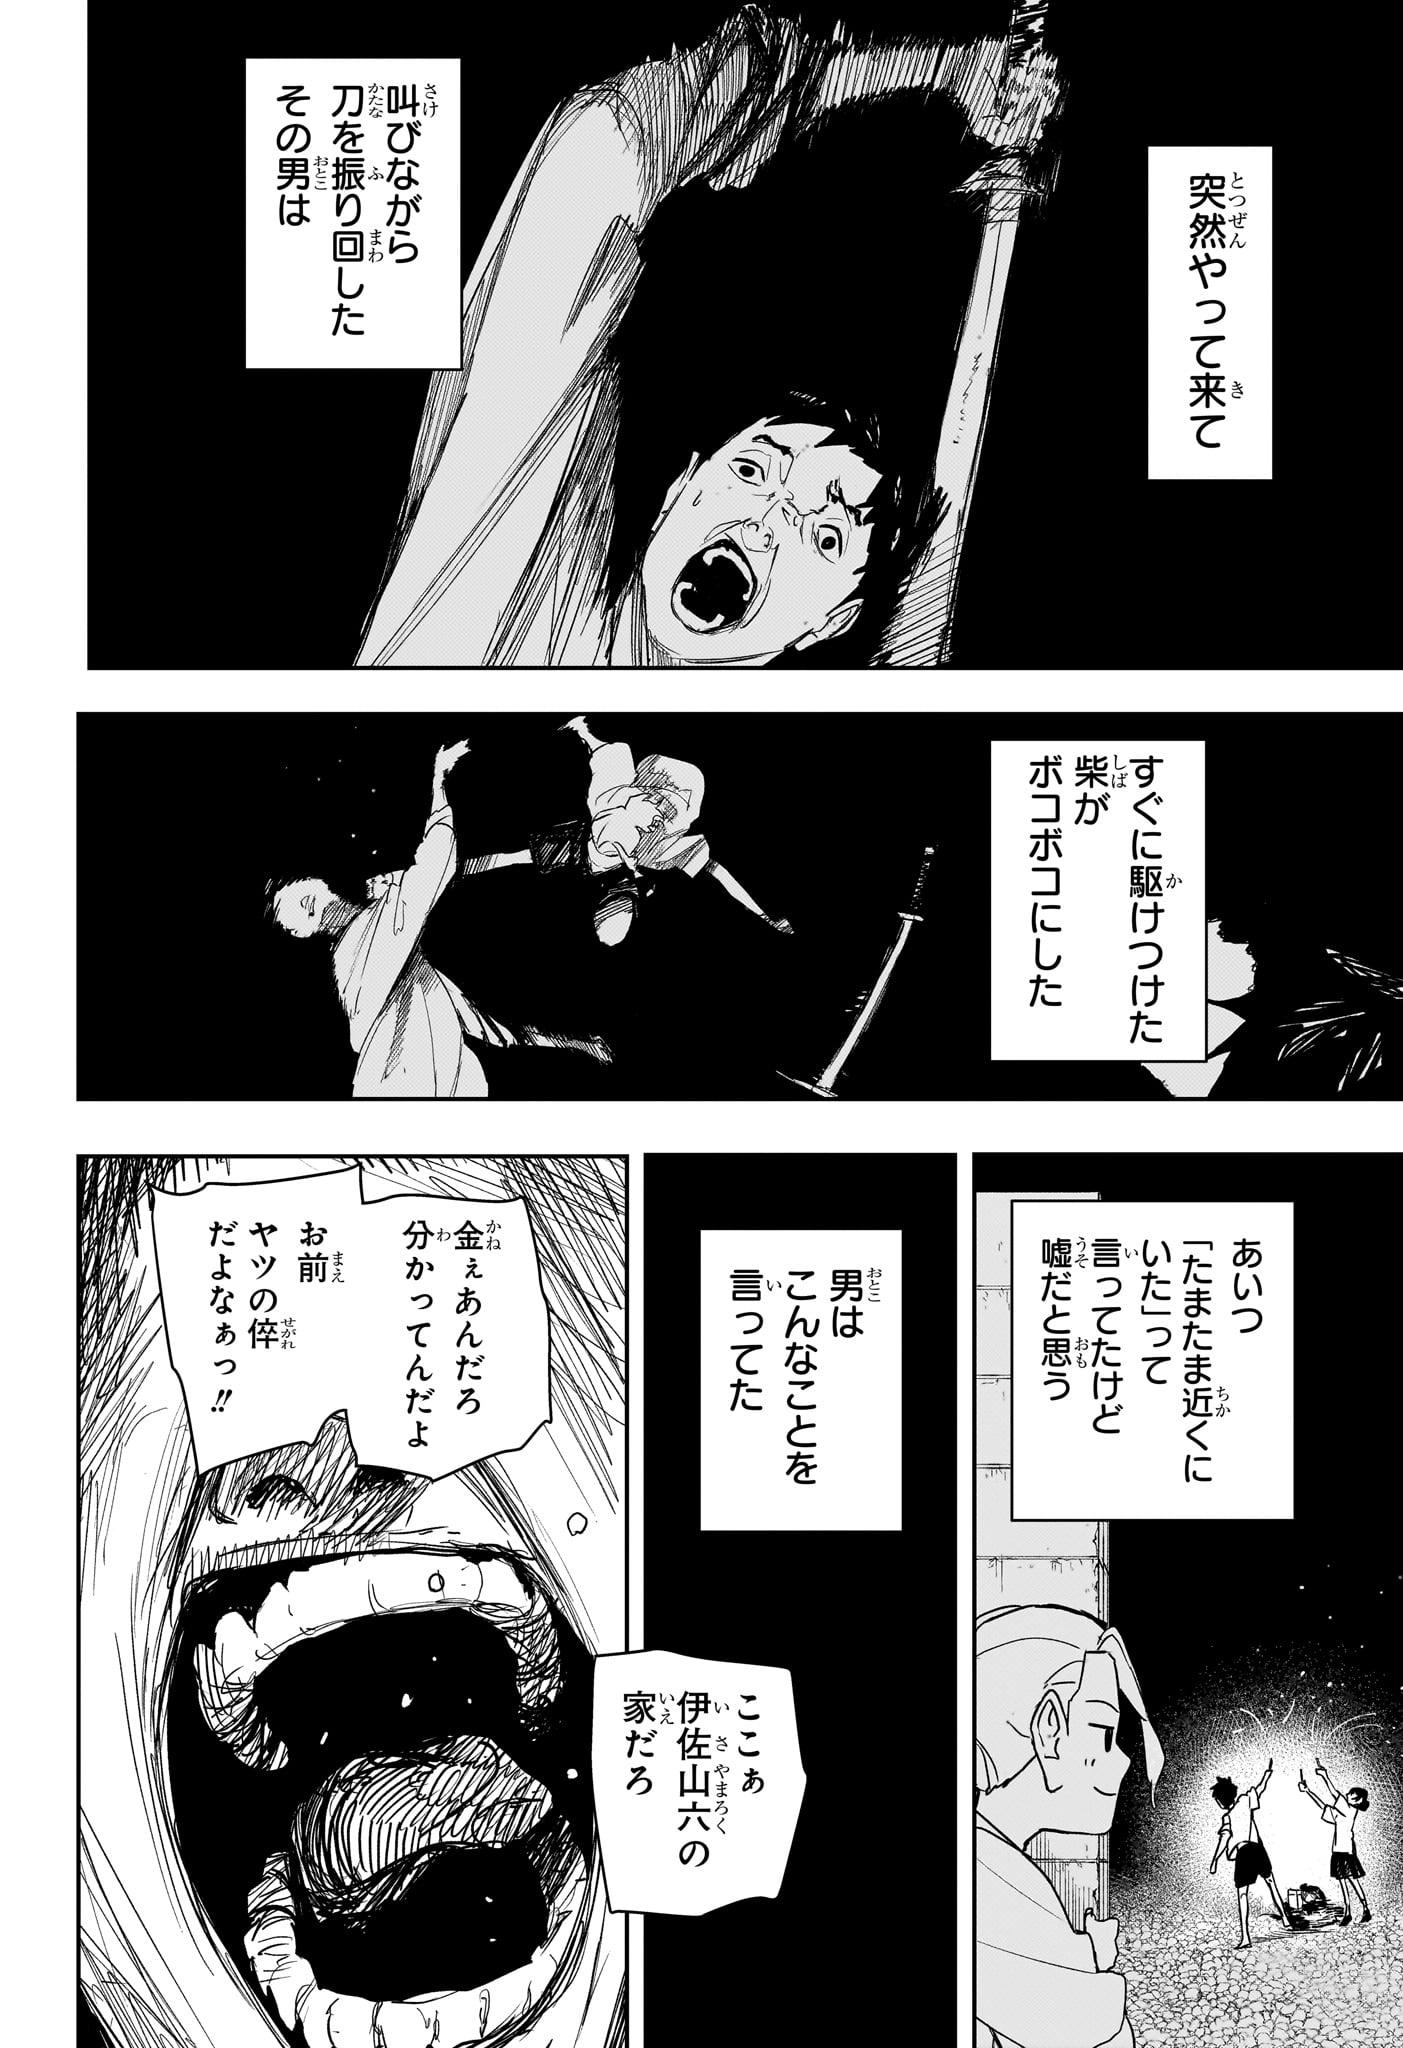 突然やって来て
叫びながら
刀を振り回した
その男は
すぐに駆けつけた
柴が
ボコボコにした
あいつ
「たまたま近くに
いた」って
言ってたけど
嘘だと思う
男は
こんなことを
言ってた
ここぁ
伊佐山六の
家だろ
金ぇあんだろ
分かってんだよ
お前
ヤツの倅
だよなぁっ!!